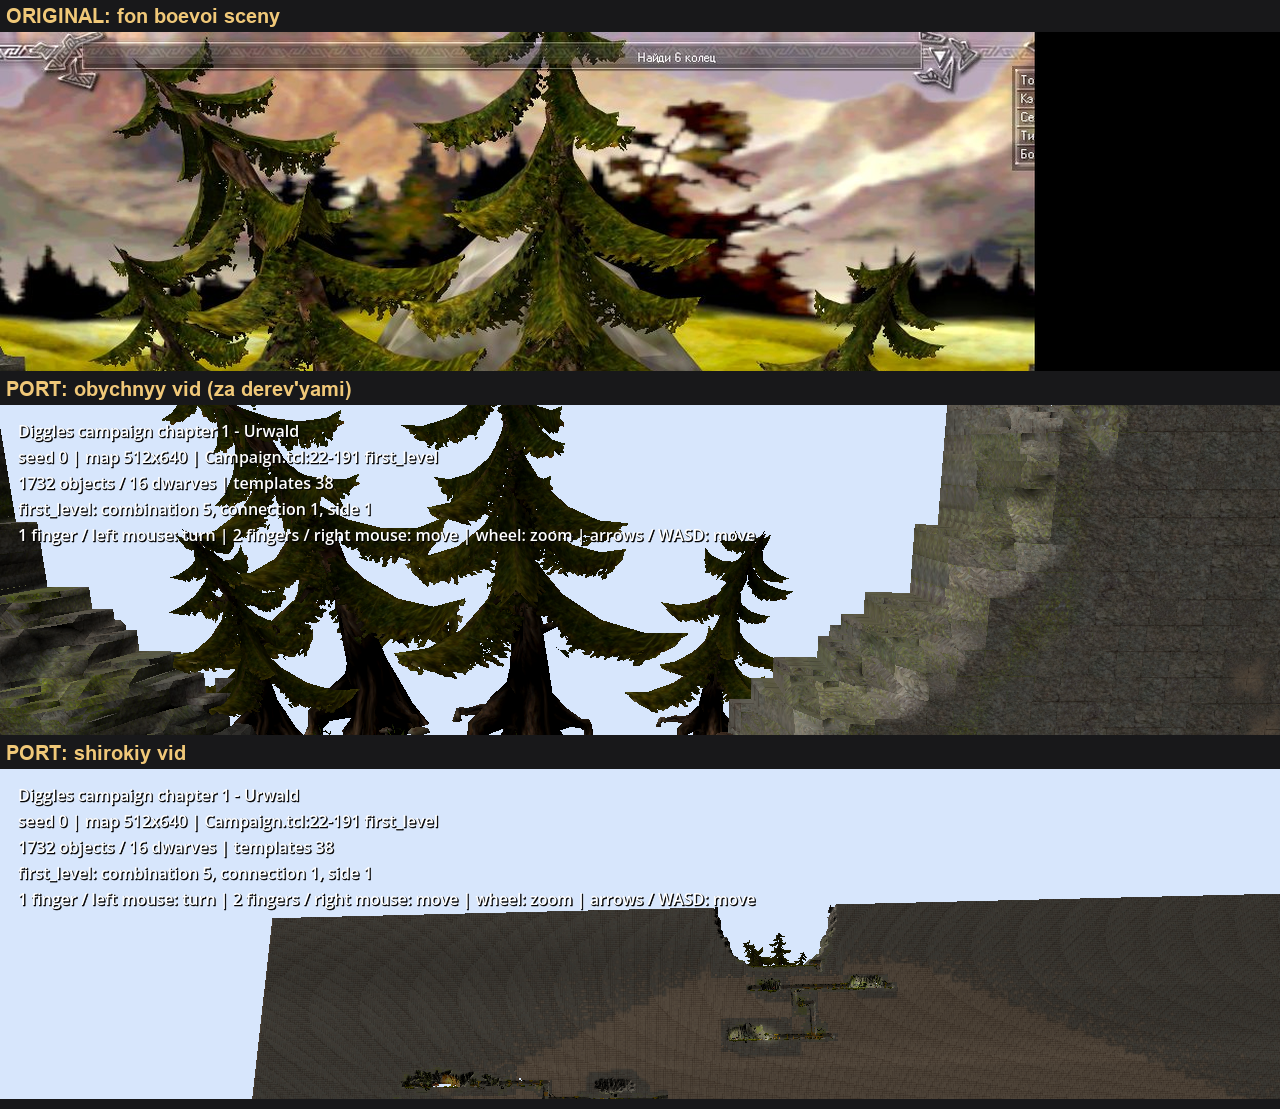 ORIGINAL: fon boevoi sceny
Найди 6 колец
То
Кэ
Се
Ти
Бо
PORT: obychnyy vid (za derev'yami)
Diggles campaign chapter 1 - Urwald
seed 0 | map 512x640 | Campaign.tcl:22-191 first_level
1732 objects / 16 dwarves | templates 38
first_level: combination 5, connection 1, side 1
1 finger / left mouse: turn | 2 fingers / right mouse: move | wheel: zoom | arrows / WASD: move
PORT: shirokiy vid
Diggles campaign chapter 1 - Urwald
seed 0 | map 512x640 | Campaign.tcl:22-191 first_level
1732 objects / 16 dwarves | templates 38
first_level: combination 5, connection 1, side 1
1 finger / left mouse: turn | 2 fingers / right mouse: move | wheel: zoom | arrows / WASD: move